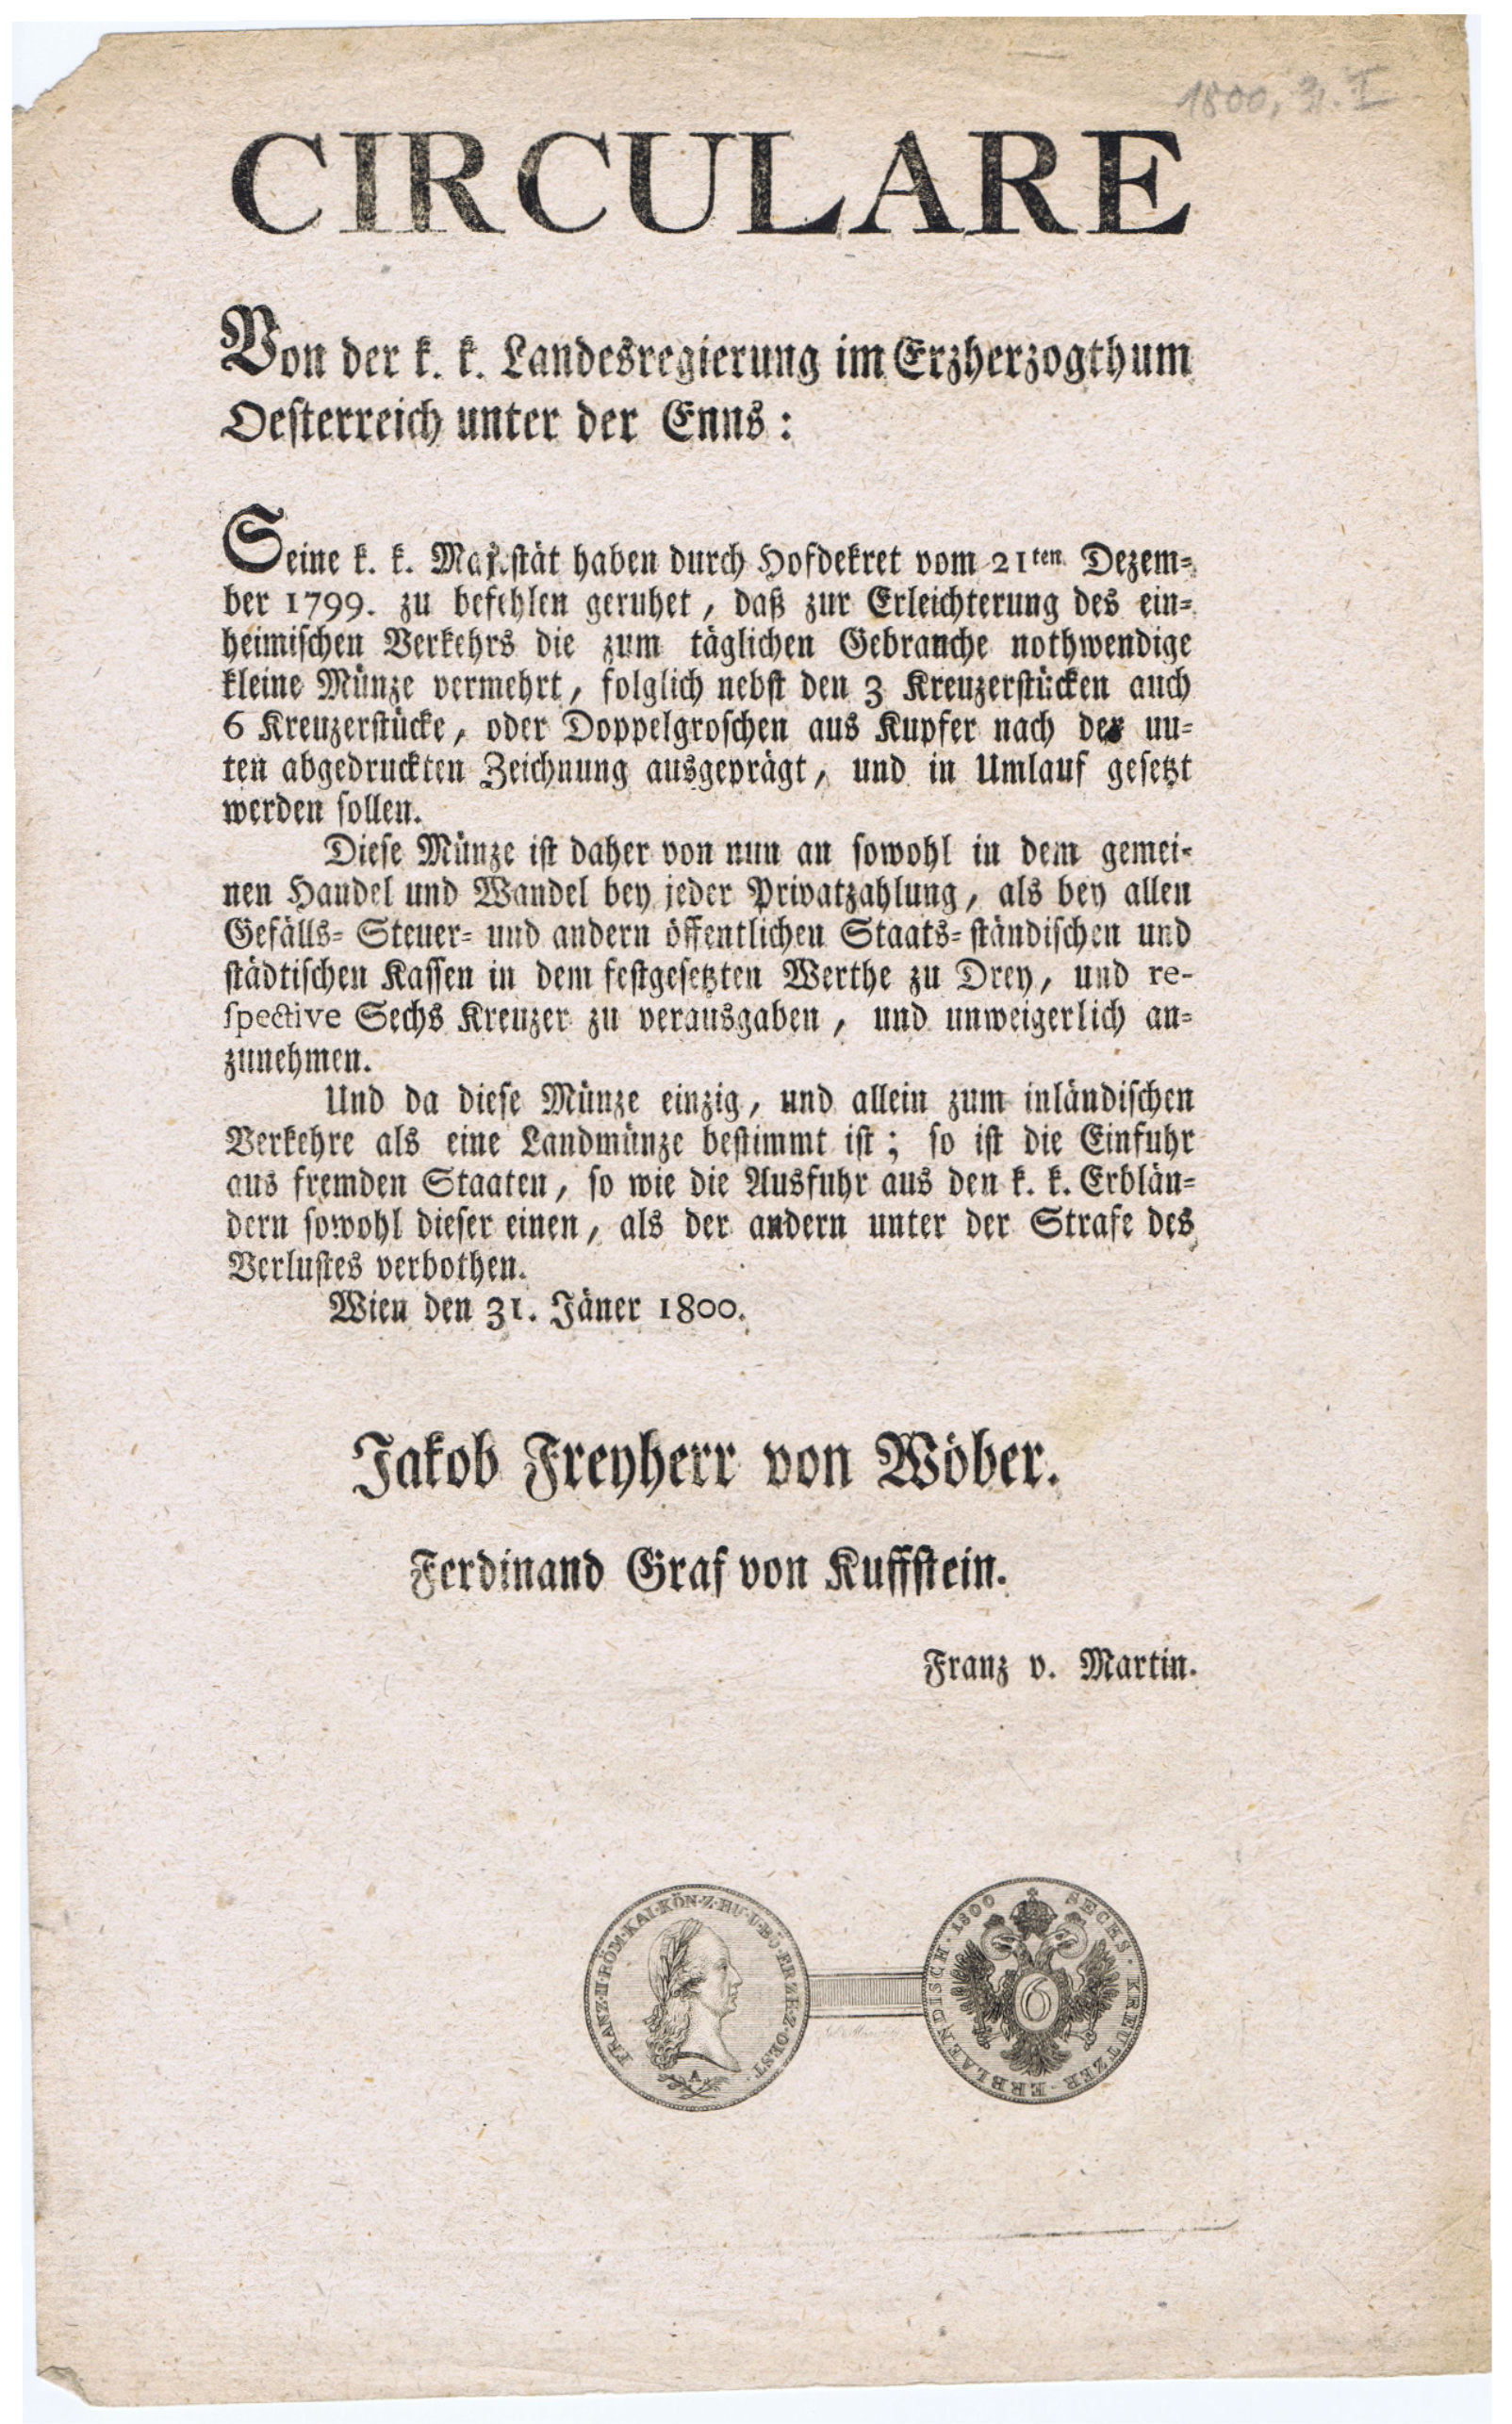 1800, 31. I
CIRCULARE
Von der k. k. Landesregierung im Erzherzogthum
Oesterreich unter der Enns:
Seine k. k. Majestät haben durch Hofdekret vom 21ten Dezem-
ber 1799. zu befehlen geruhet, daß zur Erleichterung des ein-
heimischen Verkehrs die zum täglichen Gebrauche nothwendige
kleine Münze vermehrt, folglich nebst den 3 Kreuzerstücken auch
6 Kreuzerstücke, oder Doppelgroschen aus Kupfer nach der un-
ten abgedruckten Zeichnung ausgeprägt, und in Umlauf gesetzt
werden sollen.
Diese Münze ist daher von nun an sowohl in dem gemei-
nen Handel und Wandel bey jeder Privatzahlung, als bey allen
Gefälls- Steuer- und andern öffentlichen Staats- ständischen und
städtischen Kassen in dem festgesetzten Werthe zu Drey, und re-
spective Sechs Kreuzer zu verausgaben, und unweigerlich an-
zunehmen.
Und da diese Münze einzig, und allein zum inländischen
Verkehre als eine Landmünze bestimmt ist; so ist die Einfuhr
aus fremden Staaten, so wie die Ausfuhr aus den k. k. Erblän-
dern sowohl dieser einen, als der andern unter der Strafe des
Verlustes verbothen.
Wien den 31. Jäner 1800.
Jakob Freyherr von Wöber.
Ferdinand Graf von Kuffstein.
Franz v. Martin.
FRANZ·II·RÖM·KAI·KÖN·Z·HU·U·BÖ·ERZHZ·Z·OEST·
A
SECHS·KREUTZER·ERBLAENDISCH·1800
6